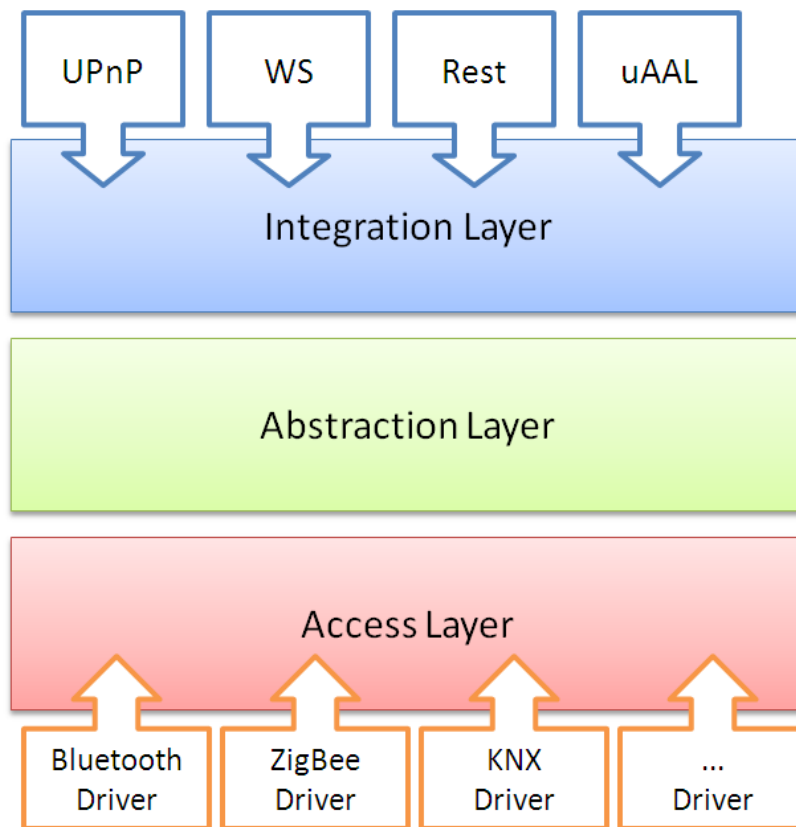 UPnP
WS
Rest
uAAL
Integration Layer
Abstraction Layer
Access Layer
Bluetooth
Driver
ZigBee
Driver
KNX
Driver
...
Driver